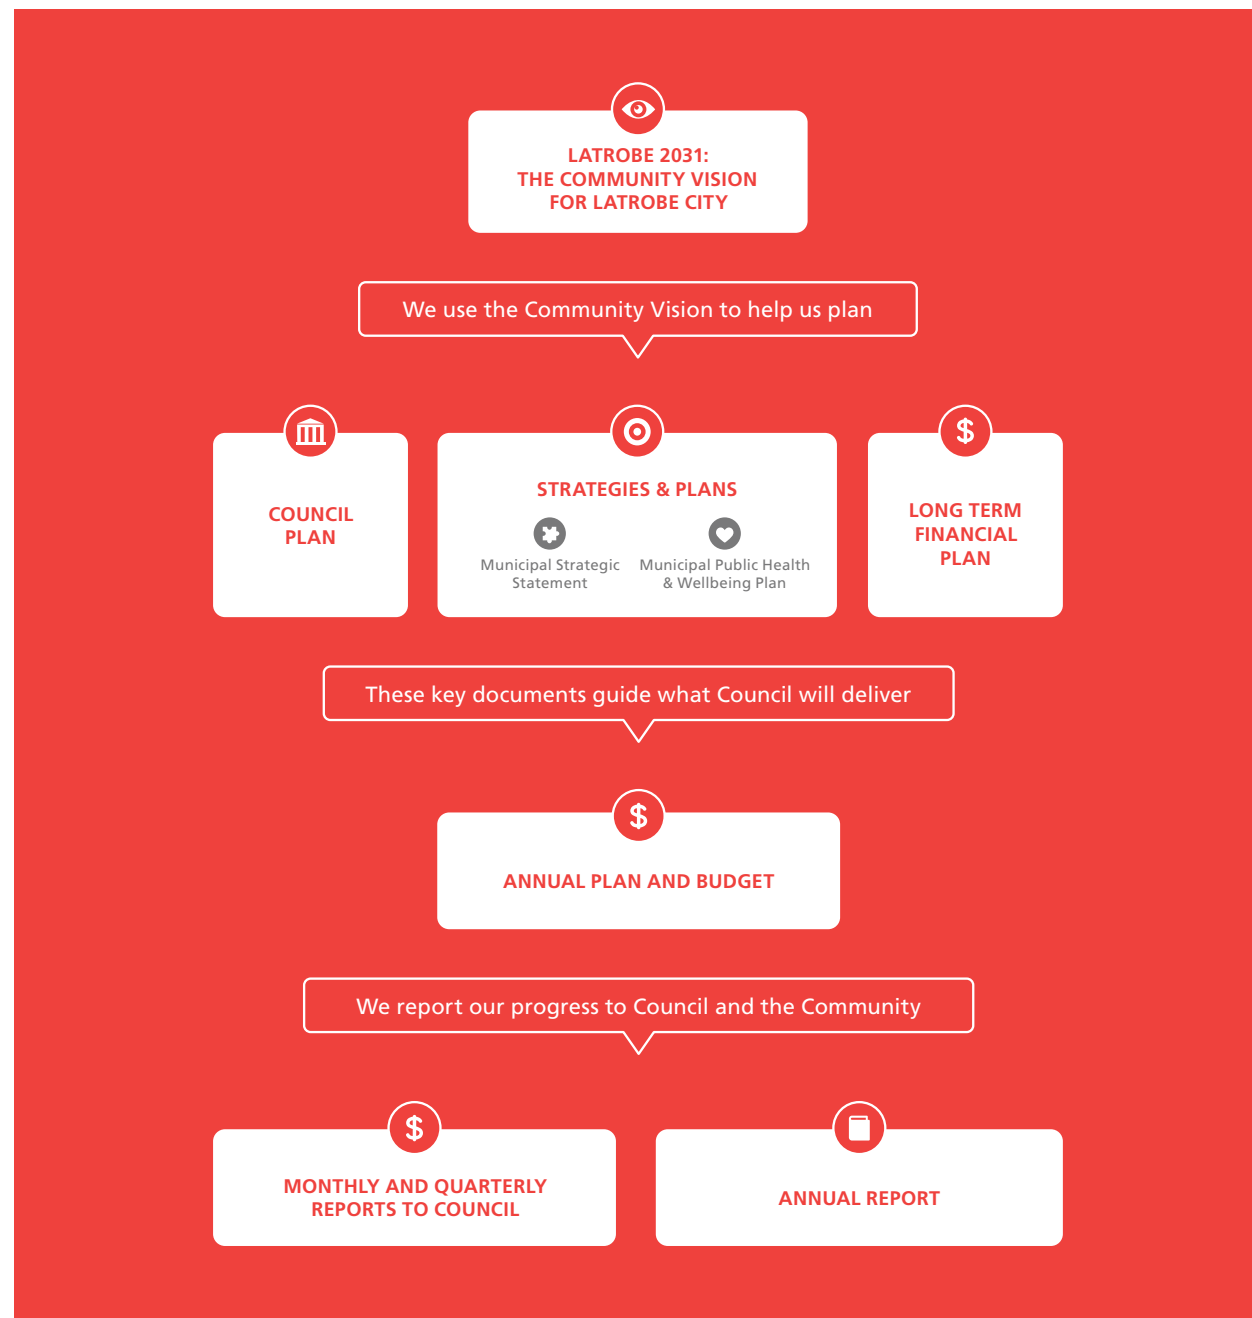 LATROBE 2031:
THE COMMUNITY VISION
FOR LATROBE CITY
We use the Community Vision to help us plan
COUNCIL
PLAN
STRATEGIES & PLANS
Municipal Strategic
Statement
Municipal Public Health
& Wellbeing Plan
LONG TERM
FINANCIAL
PLAN
These key documents guide what Council will deliver
ANNUAL PLAN AND BUDGET
We report our progress to Council and the Community
MONTHLY AND QUARTERLY
REPORTS TO COUNCIL
ANNUAL REPORT